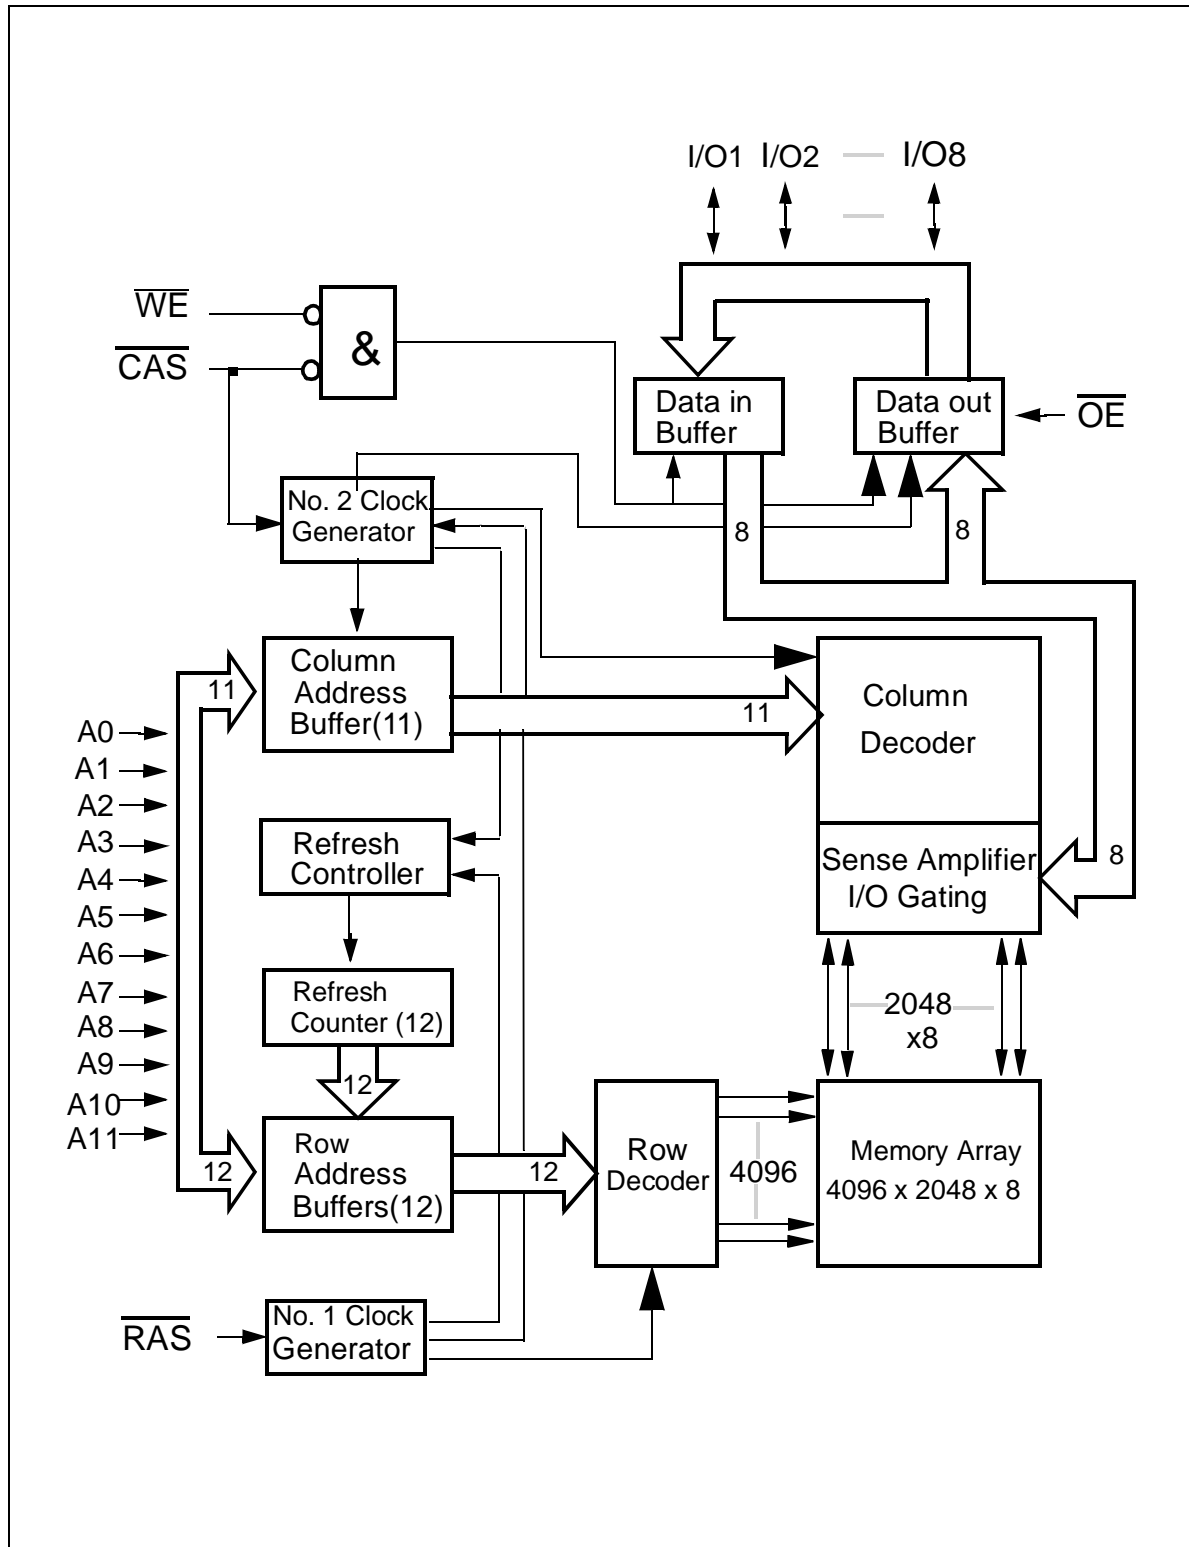 I/O1 I/O2 I/O8
WE
CAS
&
Data in
Buffer
Data out
Buffer
OE
No. 2 Clock
Generator
8
8
Column
Address
Buffer(11)
11
11
Column
Decoder
A0
A1
A2
A3
A4
A5
A6
A7
A8
A9
A10
A11
Refresh
Controller
Sense Amplifier
I/O Gating
8
Refresh
Counter (12)
2048
x8
12
Row
Address
Buffers(12)
12
12
Row
Decoder
4096
Memory Array
4096 x 2048 x 8
RAS
No. 1 Clock
Generator